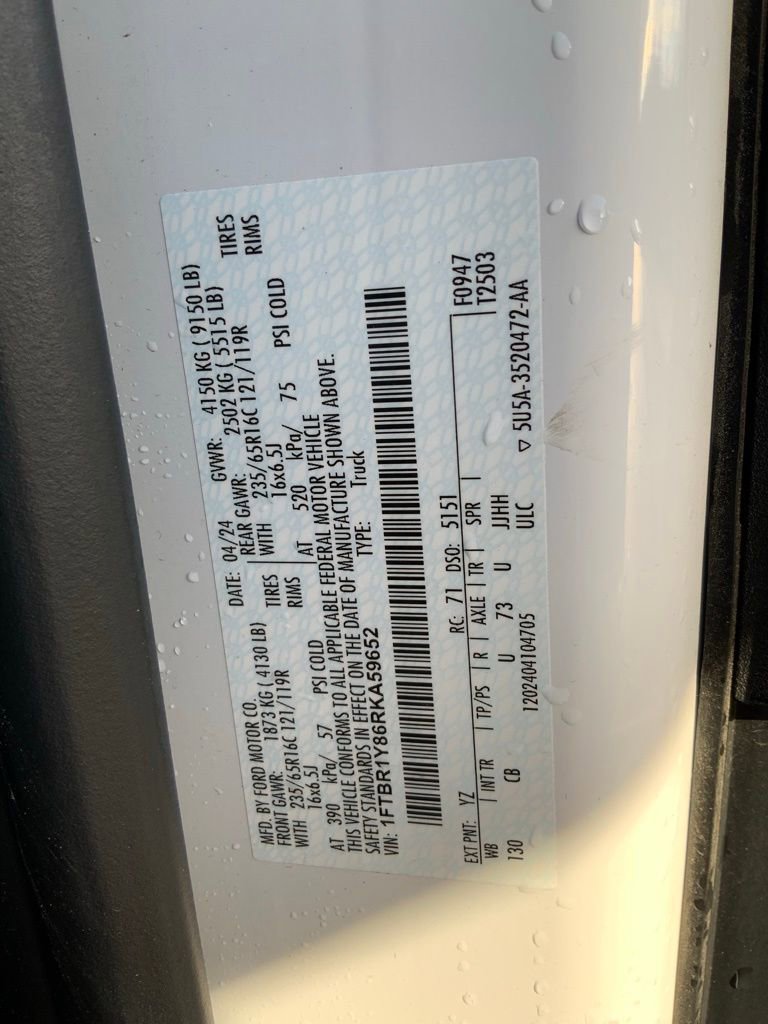 MFD. BY FORD MOTOR CO.
DATE: 04/24 GVWR: 4150 KG ( 9150 LB)
FRONT GAWR: 1873 KG ( 4130 LB) REAR GAWR: 2502 KG ( 5515 LB)
WITH 235/65R16C 121/119R TIRES WITH 235/65R16C 121/119R TIRES
16x6.5J RIMS 16x6.5J RIMS
AT 390 kPa/ 57 PSI COLD AT 520 kPa/ 75 PSI COLD
THIS VEHICLE CONFORMS TO ALL APPLICABLE FEDERAL MOTOR VEHICLE
SAFETY STANDARDS IN EFFECT ON THE DATE OF MANUFACTURE SHOWN ABOVE.
VIN: 1FTBR1Y86RKA59652 TYPE: Truck
F0947
T2503
EXT PNT: YZ RC: 71 DSO: 5151
WB INT TR TP/PS R AXLE TR SPR
130 CB U 73 U JJHH
1202404104705 ULC
▽ 5U5A-3520472-AA